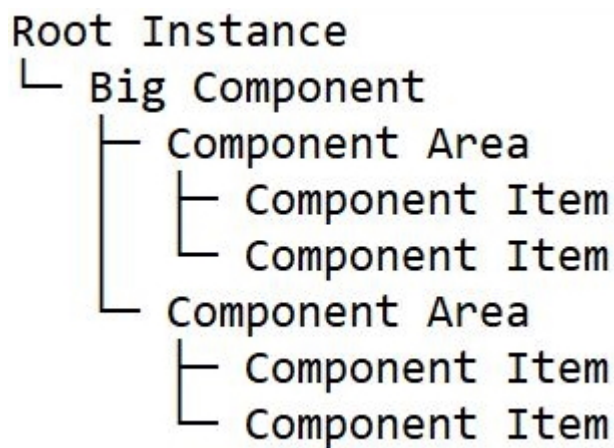 Root Instance
└─ Big Component
   ├─ Component Area
   │  ├─ Component Item
   │  └─ Component Item
   └─ Component Area
      ├─ Component Item
      └─ Component Item